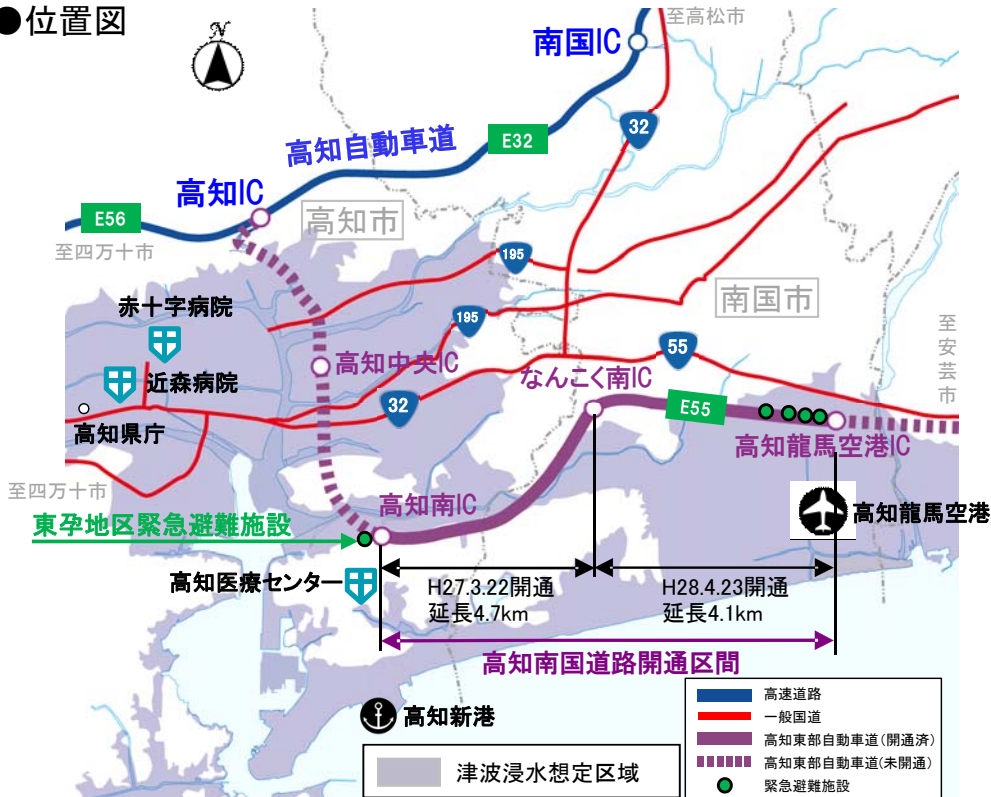 ●位置図
N
至高松市
南国IC
32
E32
高知自動車道
高知IC
E56
高知市
至四万十市
195
南国市
赤十字病院
195
至安芸市
高知中央IC
55
近森病院
なんこく南IC
32
E55
高知県庁
高知龍馬空港IC
至四万十市
高知南IC
高知龍馬空港
東孕地区緊急避難施設
高知医療センター
H27.3.22開通
延長4.7km
H28.4.23開通
延長4.1km
高知南国道路開通区間
高知新港
津波浸水想定区域
高速道路
一般国道
高知東部自動車道(開通済)
高知東部自動車道(未開通)
緊急避難施設